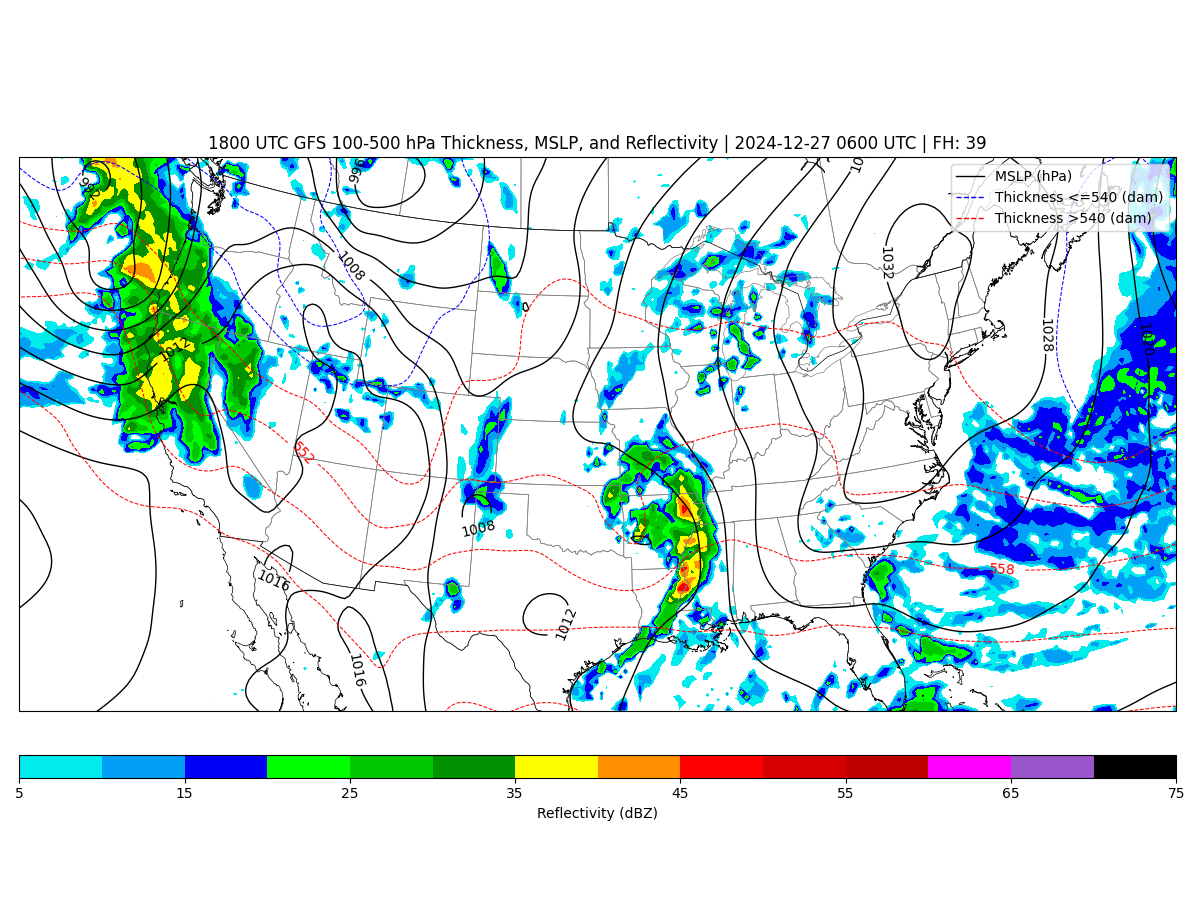 1800 UTC GFS 100-500 hPa Thickness, MSLP, and Reflectivity | 2024-12-27 0600 UTC | FH: 39
MSLP (hPa)
Thickness <=540 (dam)
Thickness >540 (dam)
992
996
1032
1008
1028
1012
552
1008
558
1016
1012
1016
5 15 25 35 45 55 65 75
Reflectivity (dBZ)